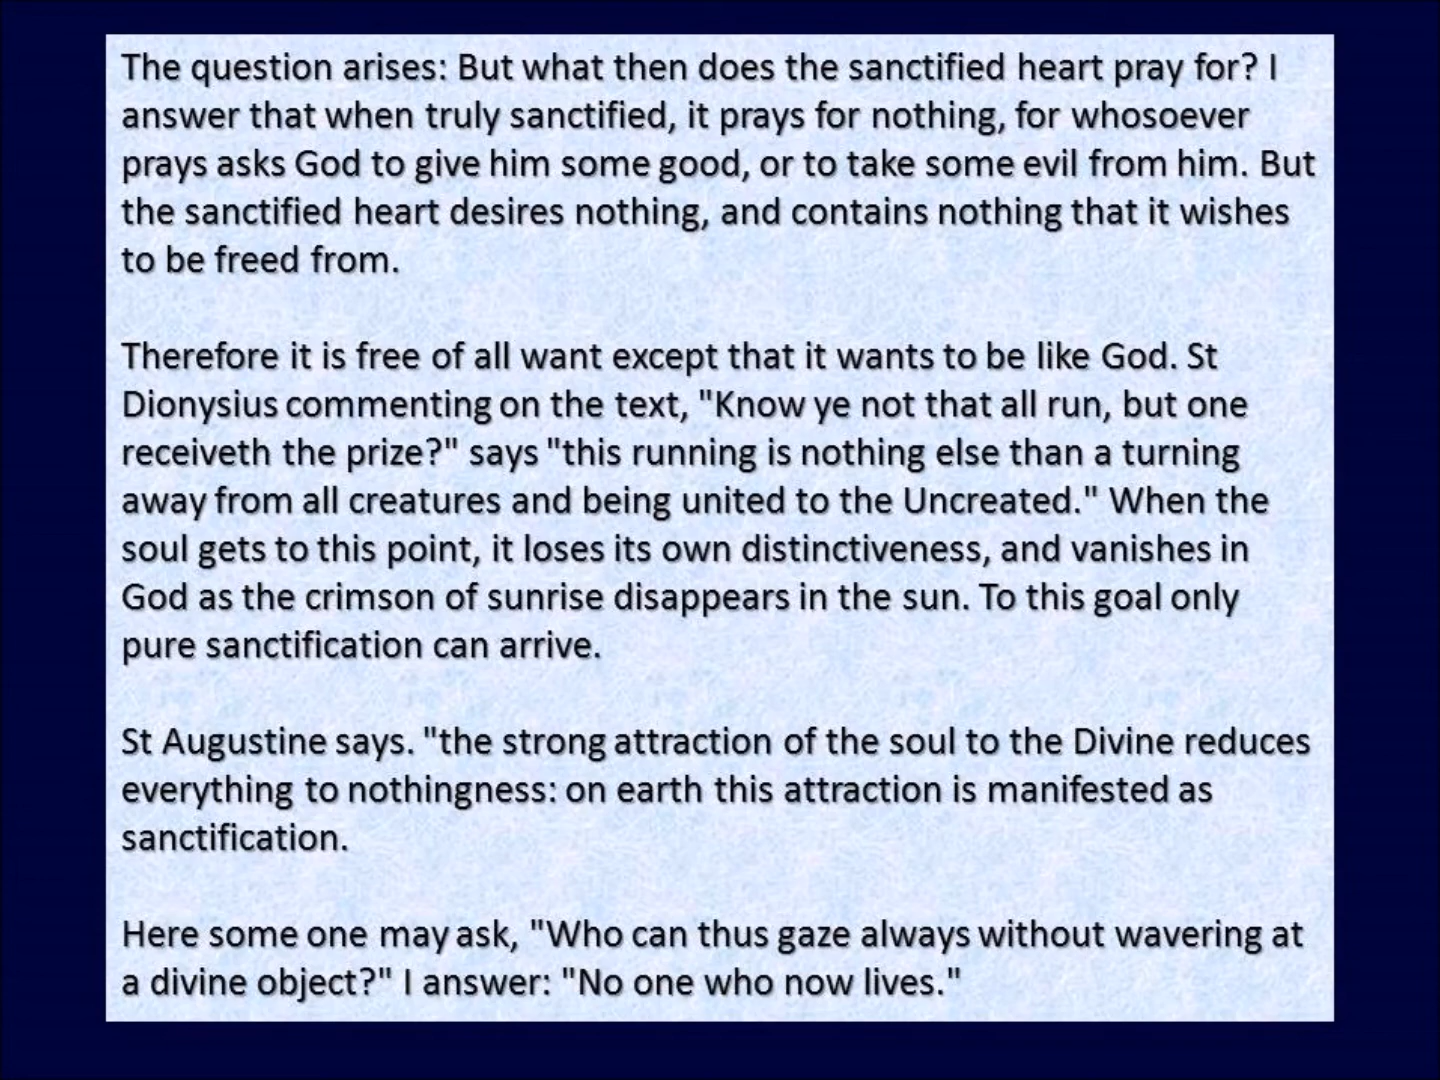 The question arises: But what then does the sanctified heart pray for? I
answer that when truly sanctified, it prays for nothing, for whosoever
prays asks God to give him some good, or to take some evil from him. But
the sanctified heart desires nothing, and contains nothing that it wishes
to be freed from.
Therefore it is free of all want except that it wants to be like God. St
Dionysius commenting on the text, "Know ye not that all run, but one
receiveth the prize?" says "this running is nothing else than a turning
away from all creatures and being united to the Uncreated." When the
soul gets to this point, it loses its own distinctiveness, and vanishes in
God as the crimson of sunrise disappears in the sun. To this goal only
pure sanctification can arrive.
St Augustine says. "the strong attraction of the soul to the Divine reduces
everything to nothingness: on earth this attraction is manifested as
sanctification.
Here some one may ask, "Who can thus gaze always without wavering at
a divine object?" I answer: "No one who now lives."